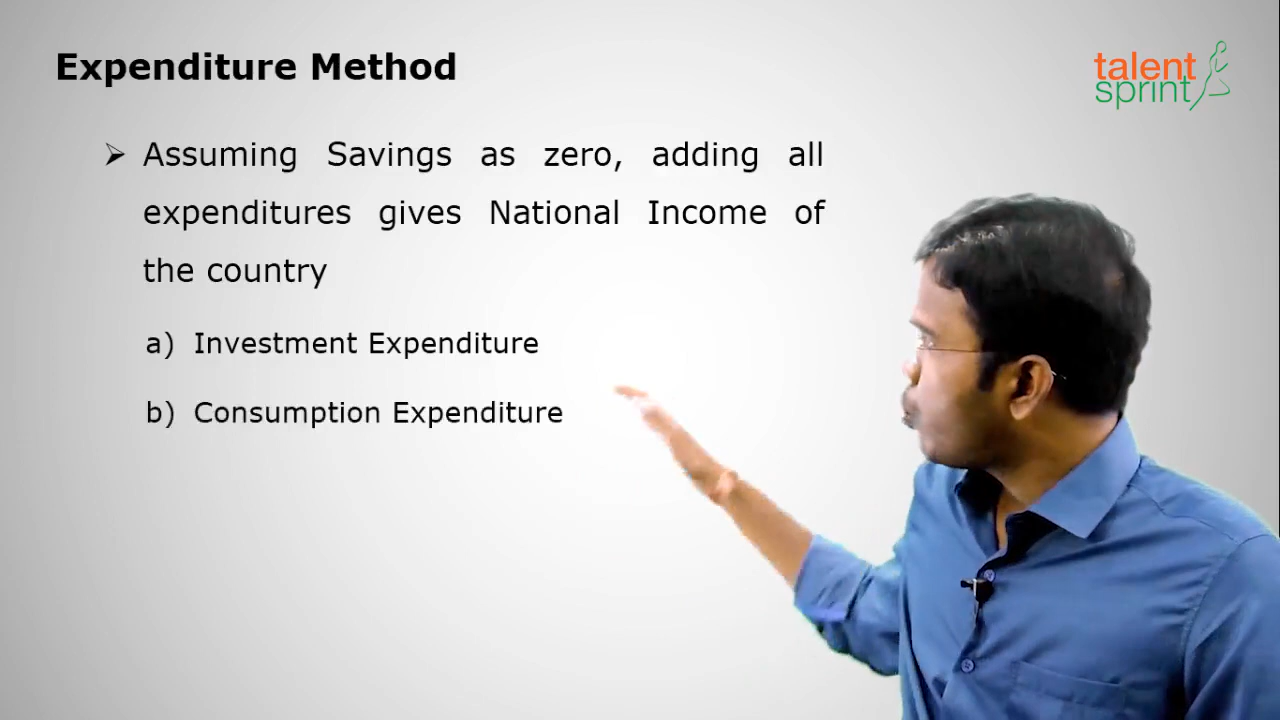 Expenditure Method
talent
sprint
➢ Assuming Savings as zero, adding all
expenditures gives National Income of
the country
a) Investment Expenditure
b) Consumption Expenditure